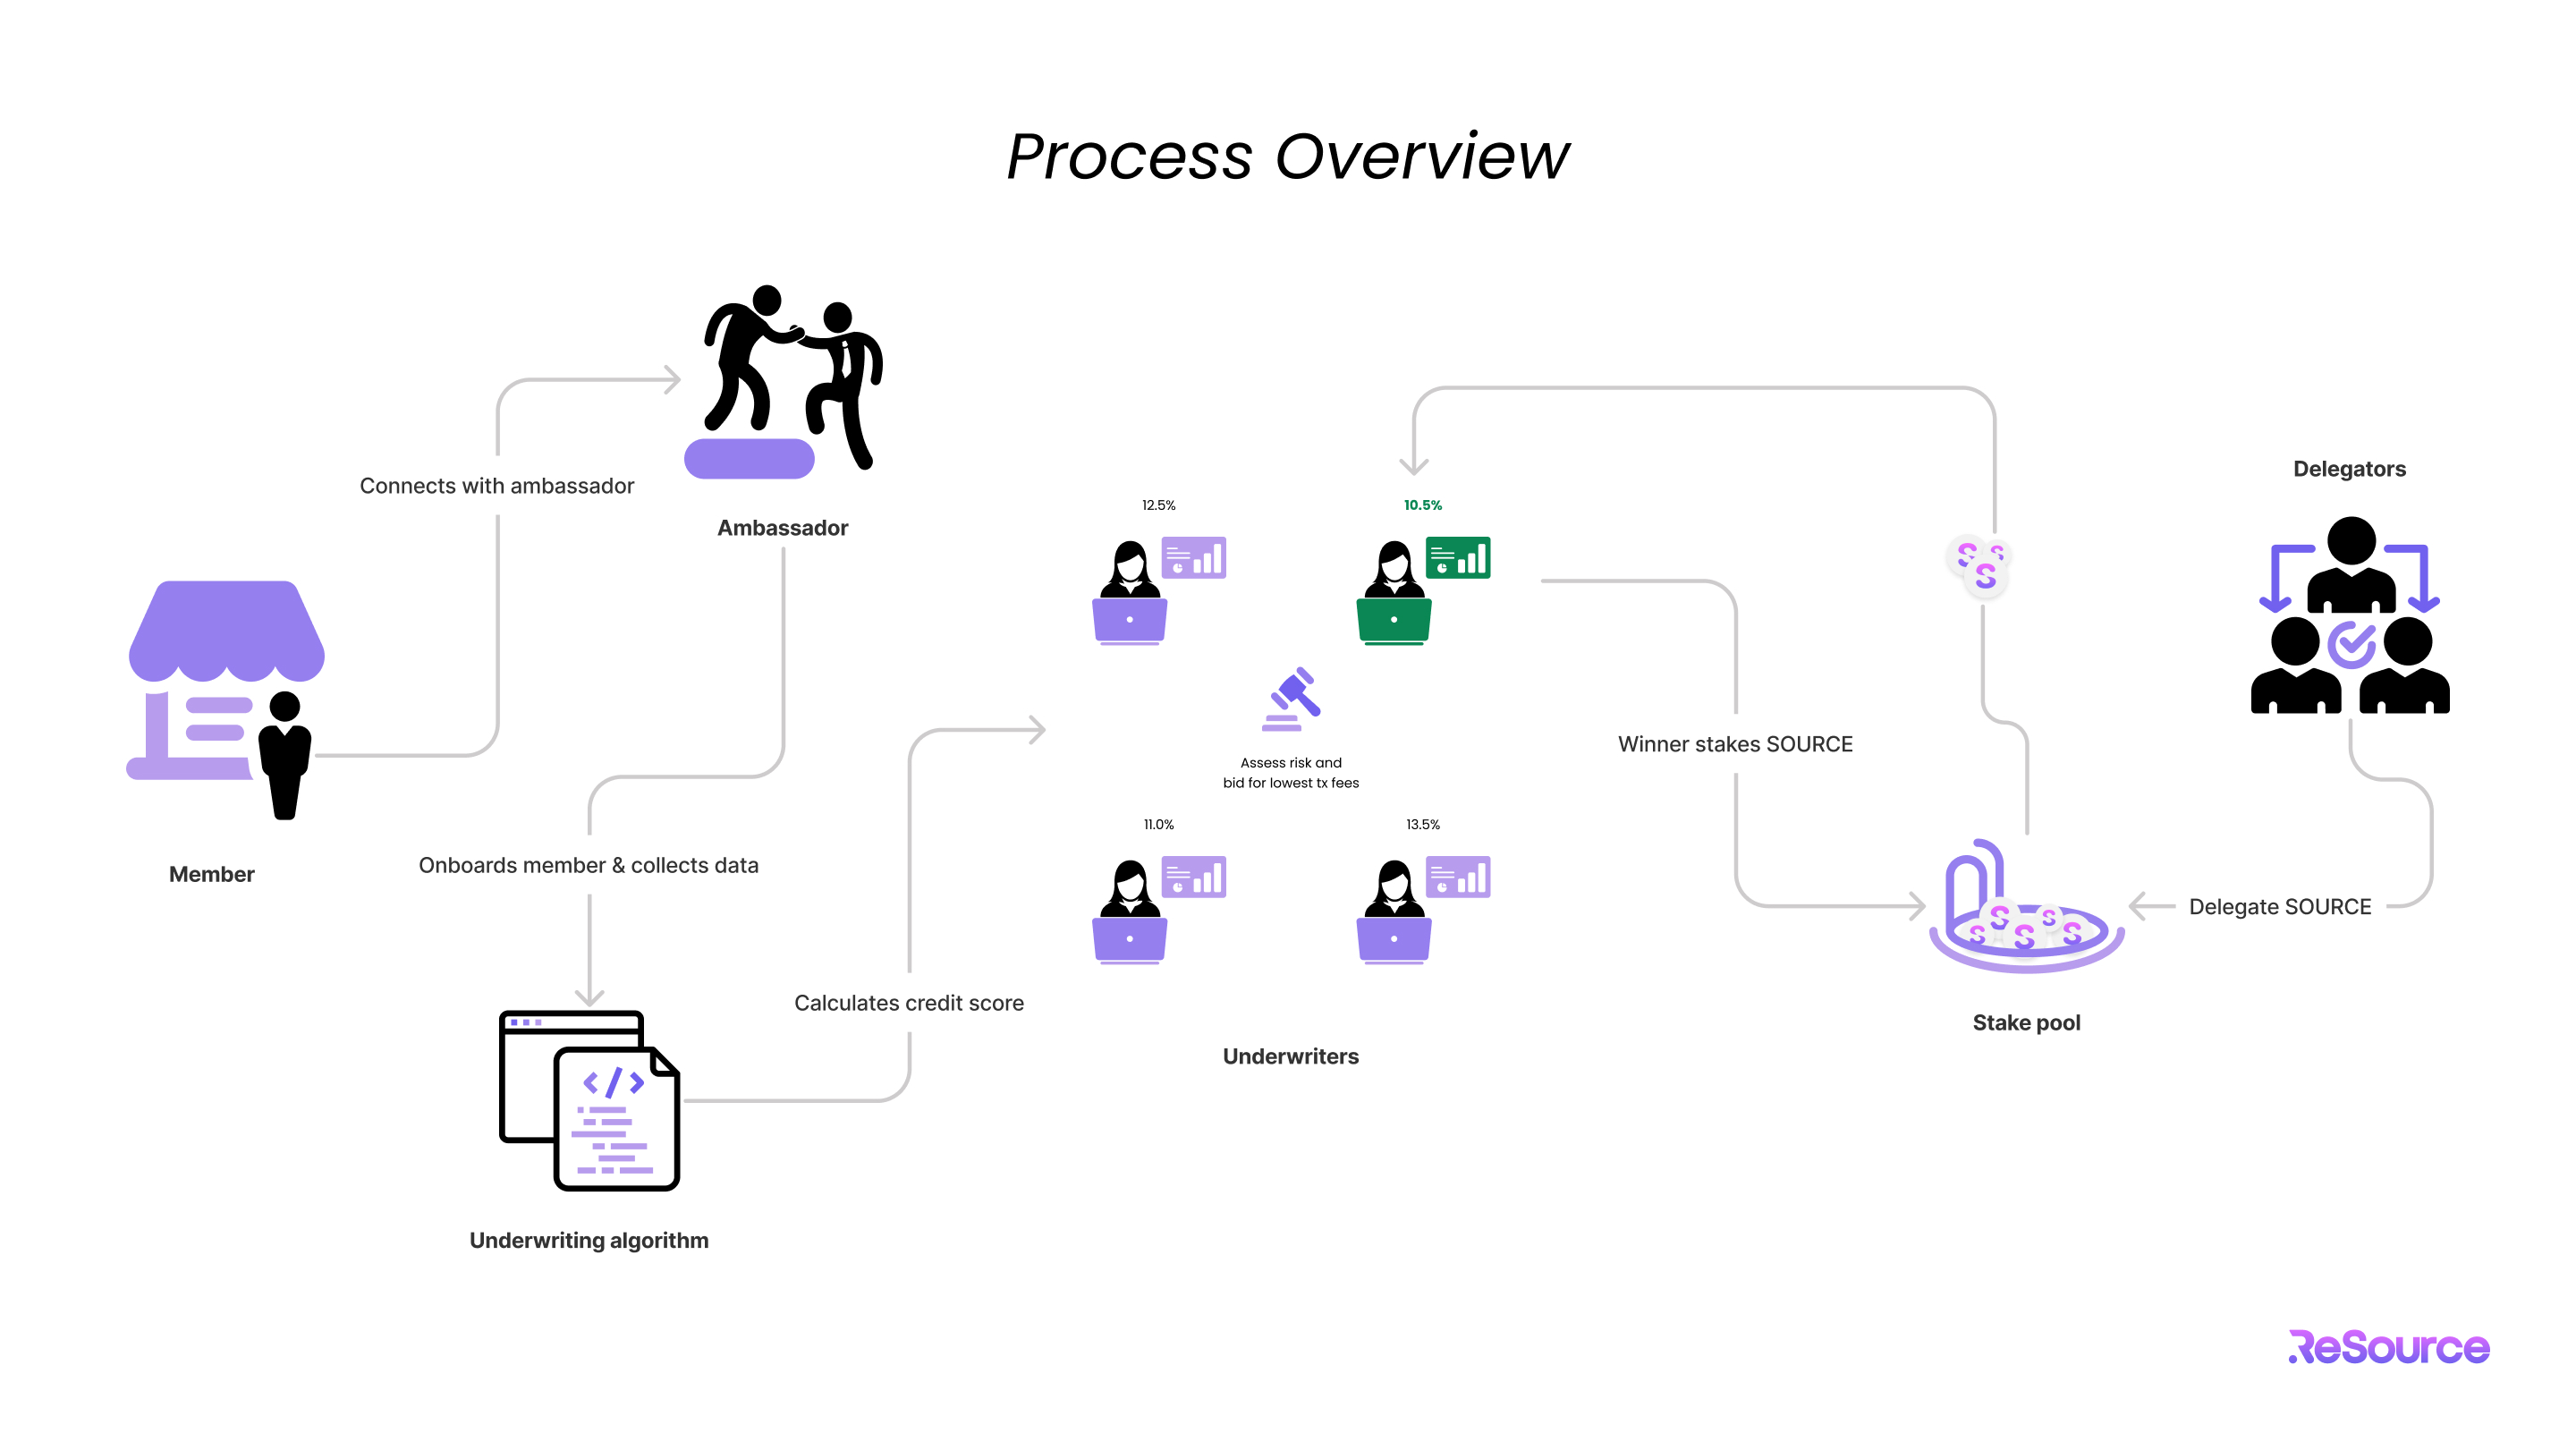 Process Overview
Connects with ambassador
Ambassador
Member
Onboards member & collects data
Underwriting algorithm
Calculates credit score
12.5%
10.5%
Assess risk and
bid for lowest tx fees
11.0%
13.5%
Underwriters
Winner stakes SOURCE
Stake pool
Delegators
Delegate SOURCE
ReSource